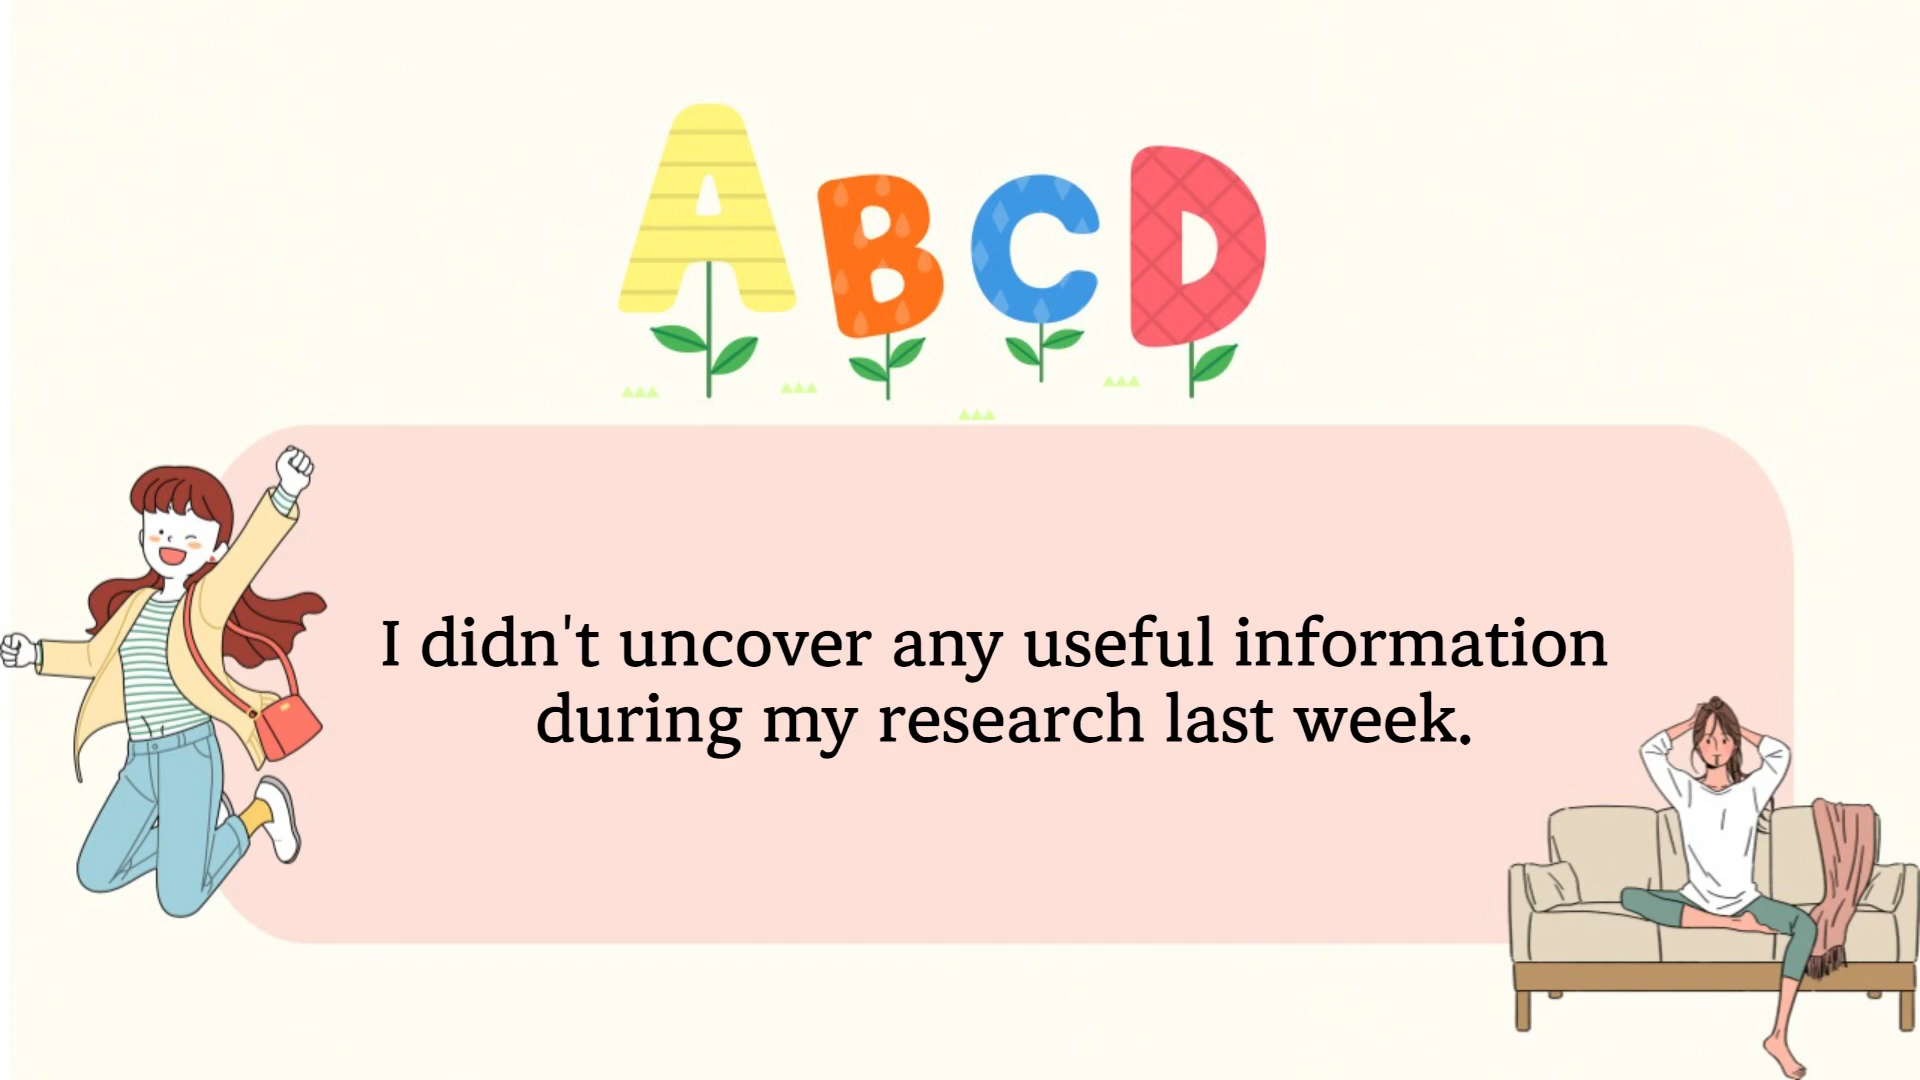 ABCD
I didn't uncover any useful information
during my research last week.